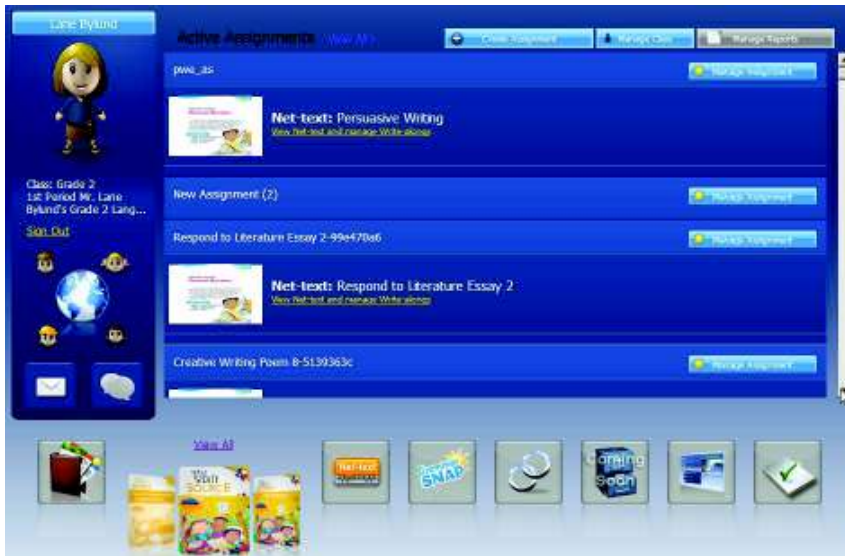 Lane Bylund
Active Assignments View All
Create Assignment
Manage Class
Manage Reports
pwe_as
Manage Assignment
Net-text: Persuasive Writing
View Net-text and manage Write-alongs
New Assignment (2)
Manage Assignment
Respond to Literature Essay 2-99e470a6
Manage Assignment
Net-text: Respond to Literature Essay 2
View Net-text and manage Write-alongs
Creative Writing Poem 8-5139363c
Manage Assignment
Class: Grade 2
1st Period Mr. Lane
Bylund's Grade 2 Lang...
Sign Out
View All
SOURCE
Net-text
SNAP
Coming
Soon